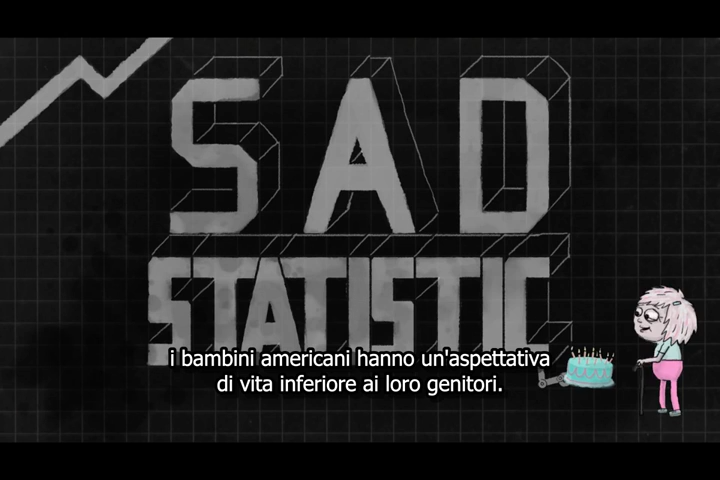 SAD
STATISTIC
i bambini americani hanno un'aspettativa
di vita inferiore ai loro genitori.